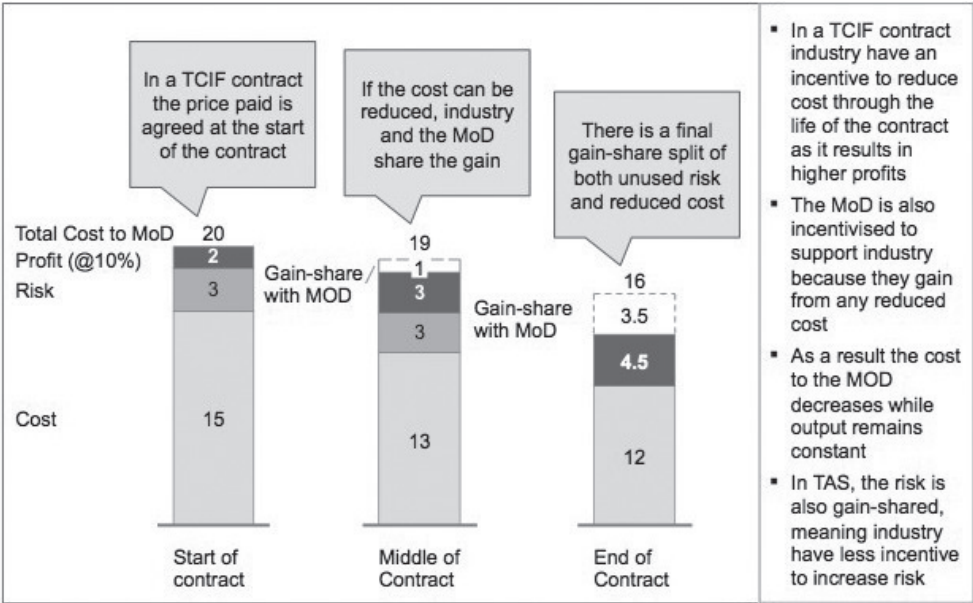 In a TCIF contract
the price paid is
agreed at the start
of the contract
If the cost can be
reduced, industry
and the MoD
share the gain
There is a final
gain-share split of
both unused risk
and reduced cost
Total Cost to MoD
20
Profit (@10%)
2
Risk
3
Cost
15
Start of
contract
19
Gain-share
with MOD
1
3
3
13
Middle of
Contract
16
Gain-share
with MoD
3.5
4.5
12
End of
Contract
▪ In a TCIF contract
industry have an
incentive to reduce
cost through the
life of the contract
as it results in
higher profits
▪ The MoD is also
incentivised to
support industry
because they gain
from any reduced
cost
▪ As a result the cost
to the MOD
decreases while
output remains
constant
▪ In TAS, the risk is
also gain-shared,
meaning industry
have less incentive
to increase risk